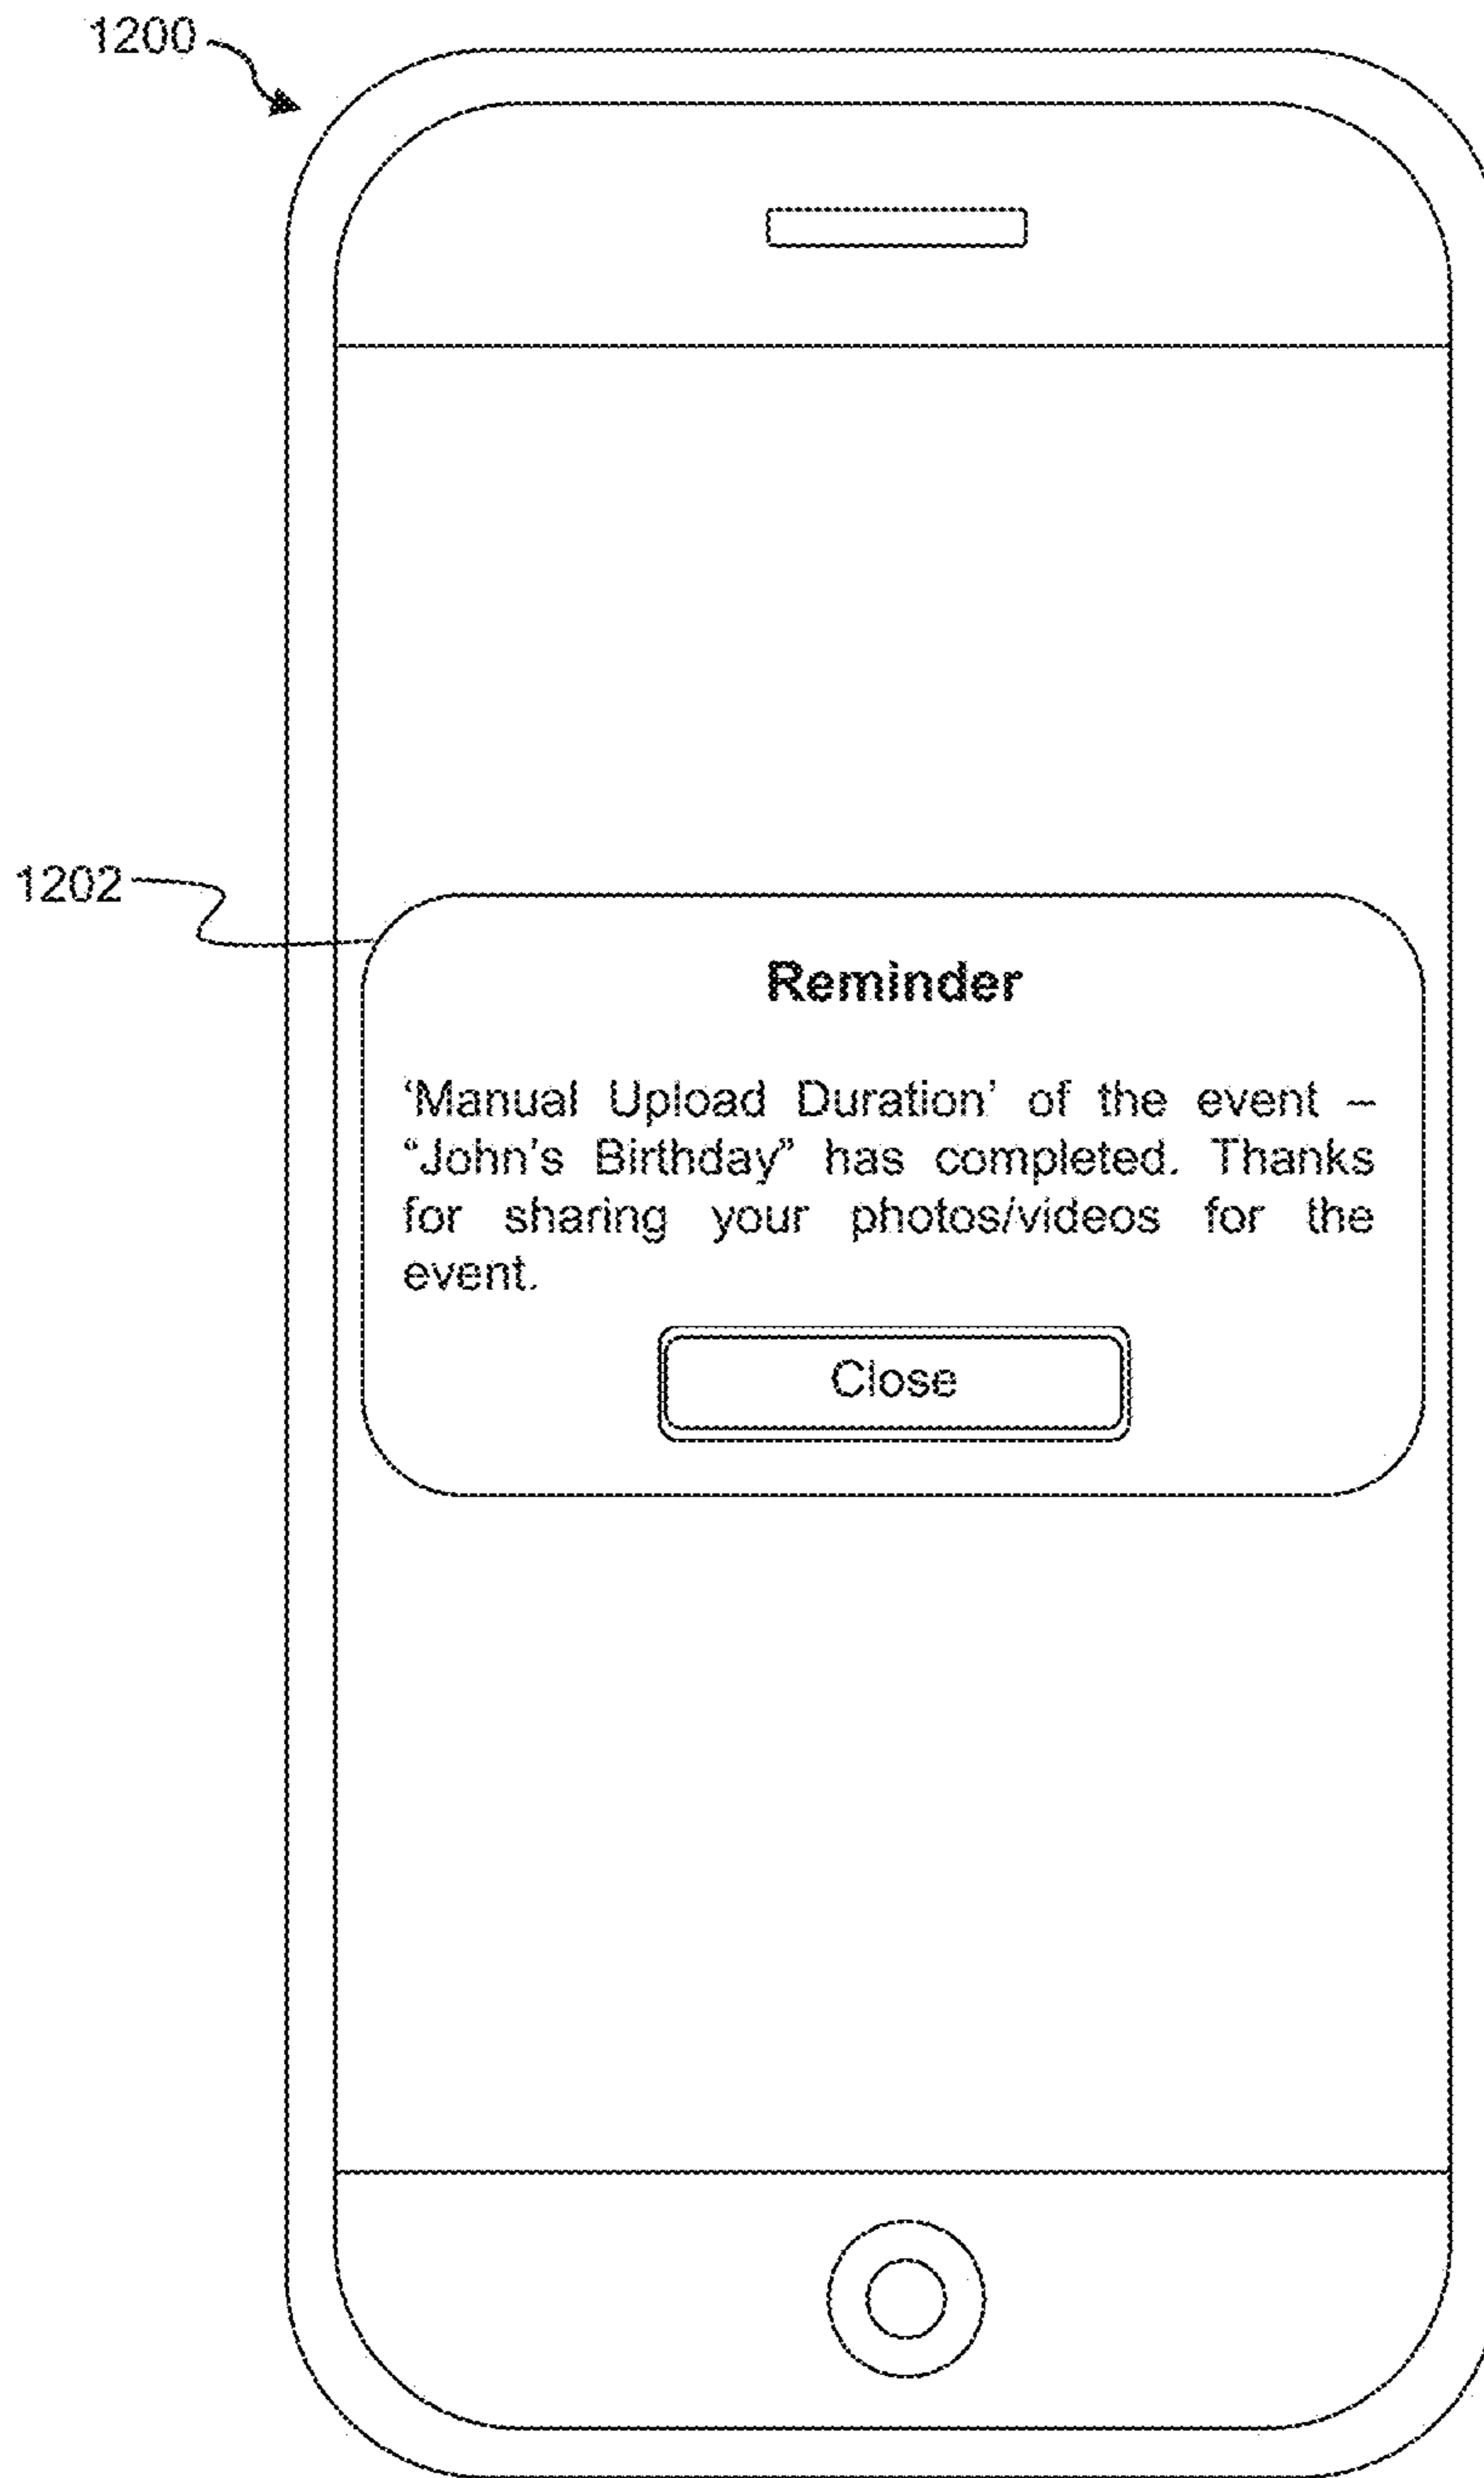 1200
1202
Reminder
‘Manual Upload Duration’ of the event –
“John’s Birthday” has completed. Thanks
for sharing your photos/videos for the
event.
Close